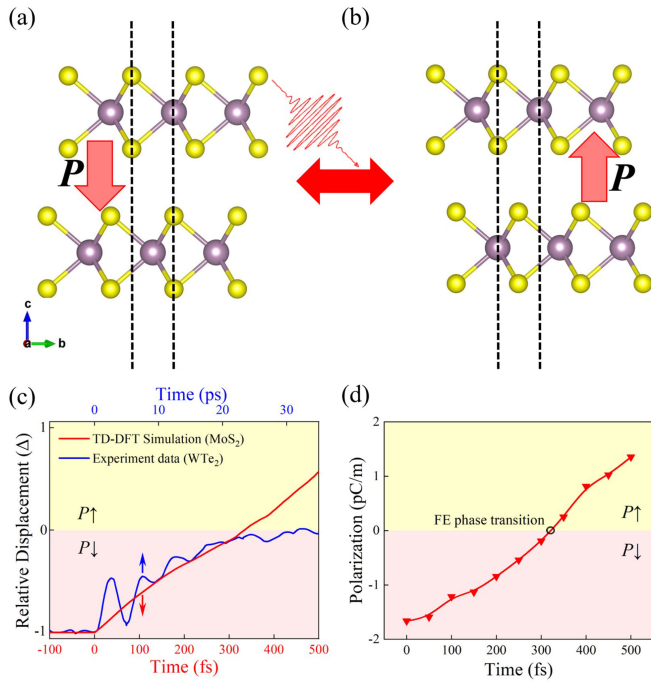 (a)
(b)
P
P
c
a
b
(c)
Time (ps)
0 10 20 30
Relative Displacement (Δ)
1
0
-1
TD-DFT Simulation (MoS₂)
Experiment data (WTe₂)
P↑
P↓
-100 0 100 200 300 400 500
Time (fs)
(d)
Polarization (pC/m)
2
1
0
-1
-2
FE phase transition
P↑
P↓
0 100 200 300 400 500
Time (fs)